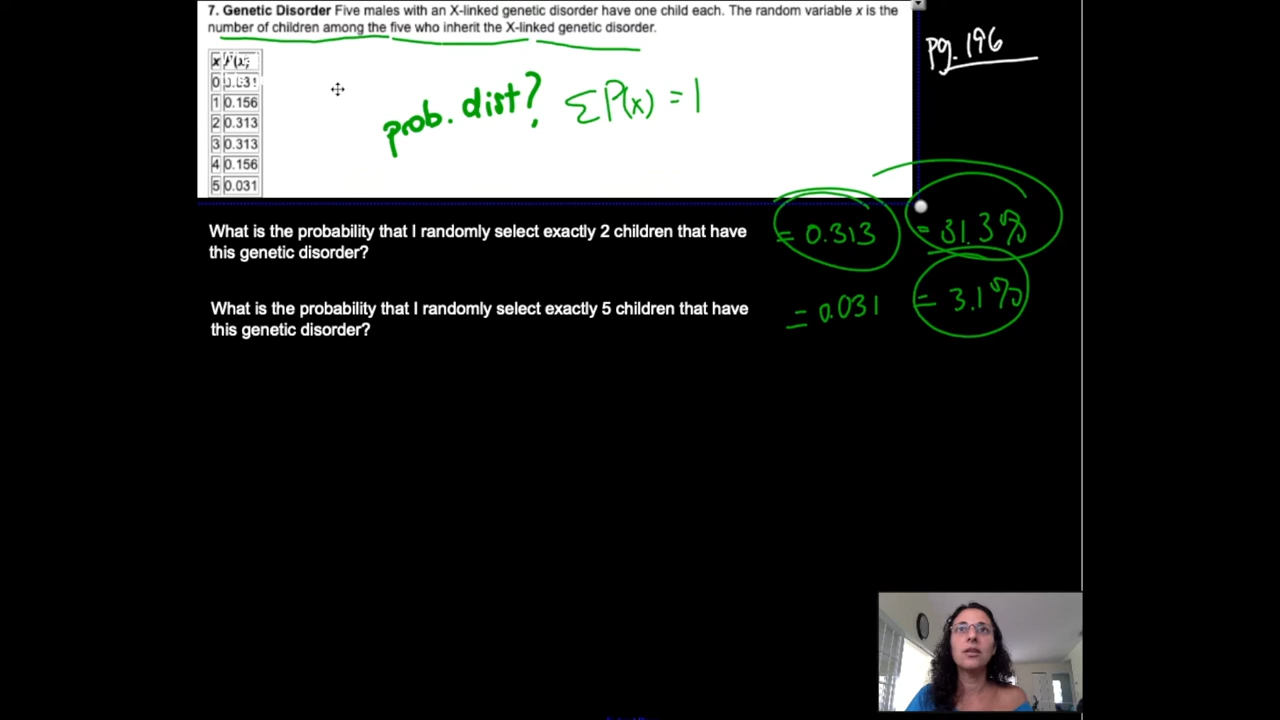 7. Genetic Disorder Five males with an X-linked genetic disorder have one child each. The random variable x is the
number of children among the five who inherit the X-linked genetic disorder.
pg. 196
x P(x)
0 0.031
1 0.156
2 0.313
3 0.313
4 0.156
5 0.031
prob. dist? ΣP(x) = 1
What is the probability that I randomly select exactly 2 children that have
this genetic disorder?
= 0.313 = 31.3%
What is the probability that I randomly select exactly 5 children that have
this genetic disorder?
= 0.031 = 3.1%